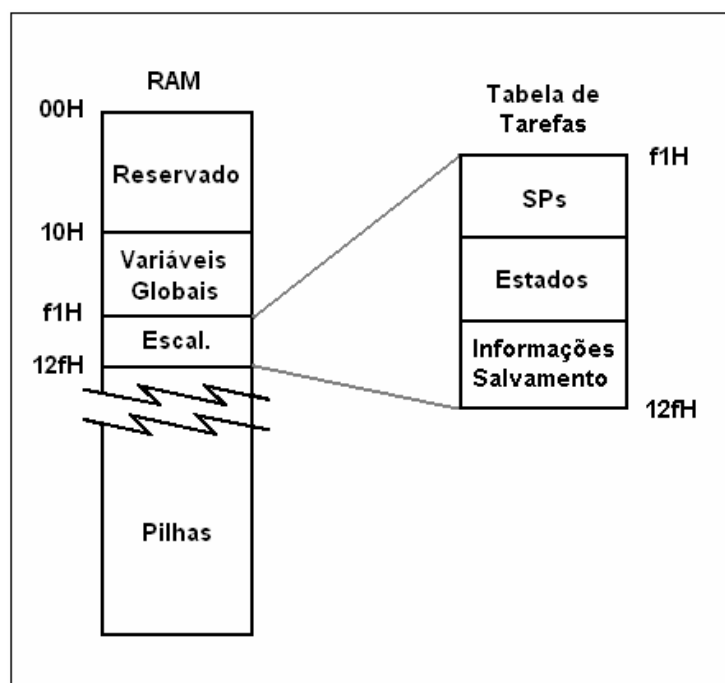 RAM
00H
Reservado
10H
Variáveis
Globais
f1H
Escal.
12fH
Pilhas
Tabela de
Tarefas
f1H
SPs
Estados
Informações
Salvamento
12fH